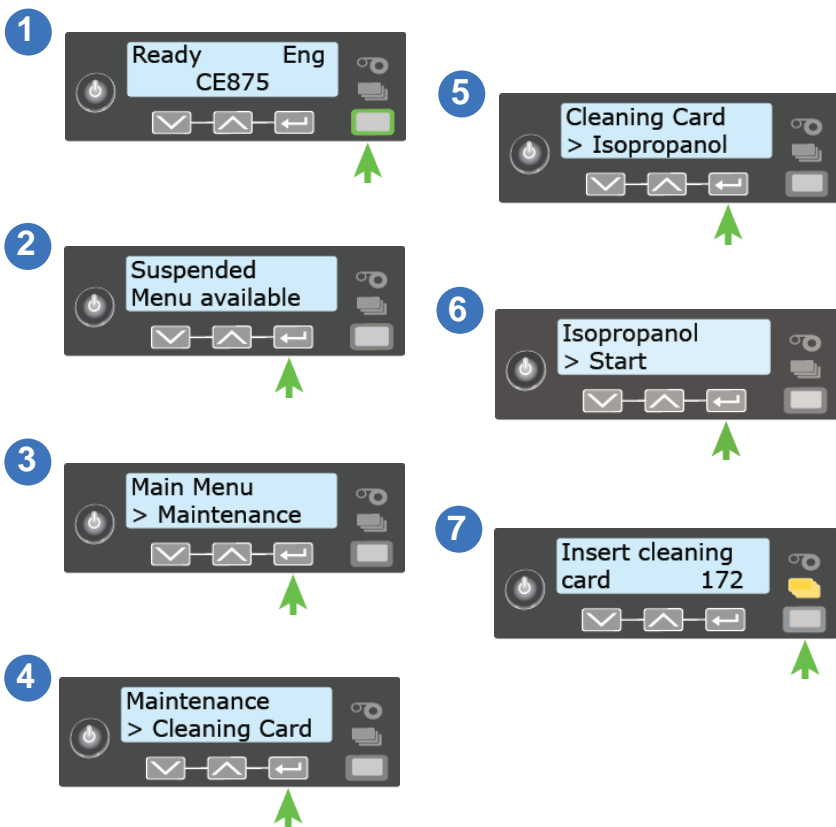 1
Ready Eng
CE875
2
Suspended
Menu available
3
Main Menu
> Maintenance
4
Maintenance
> Cleaning Card
5
Cleaning Card
> Isopropanol
6
Isopropanol
> Start
7
Insert cleaning
card 172